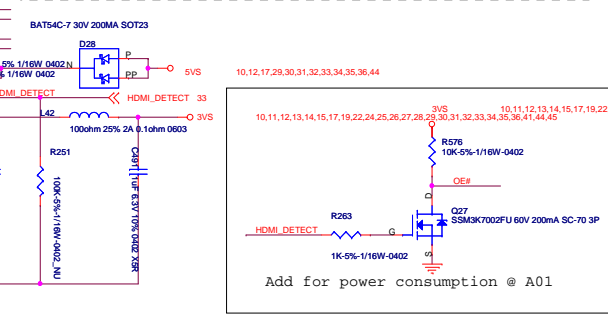 BAT54C-7 30V 200MA SOT23
D28
5% 1/16W 0402
N
P
PP
5VS
10,12,17,29,30,31,32,33,34,35,36,44
% 1/16W 0402
DMI_DETECT
HDMI_DETECT 33
L42
3VS
100ohm 25% 2A 0.1ohm 0603
R251
100K-5%-1/16W-0402_NU
C491
1uF 6.3V 10% 0402 X5R
3VS
10,11,12,13,14,15,17,19,22,24,25,26,27,28,29,30,31,32,33,34,35,36,41,44,45
10,11,12,13,14,15,17,19,22
R576
10K-5%-1/16W-0402
OE#
D
Q27
SSM3K7002FU 60V 200mA SC-70 3P
R263
HDMI_DETECT
G
1K-5%-1/16W-0402
S
Add for power consumption @ A01